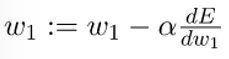 w₁ := w₁ − α dE/dw₁